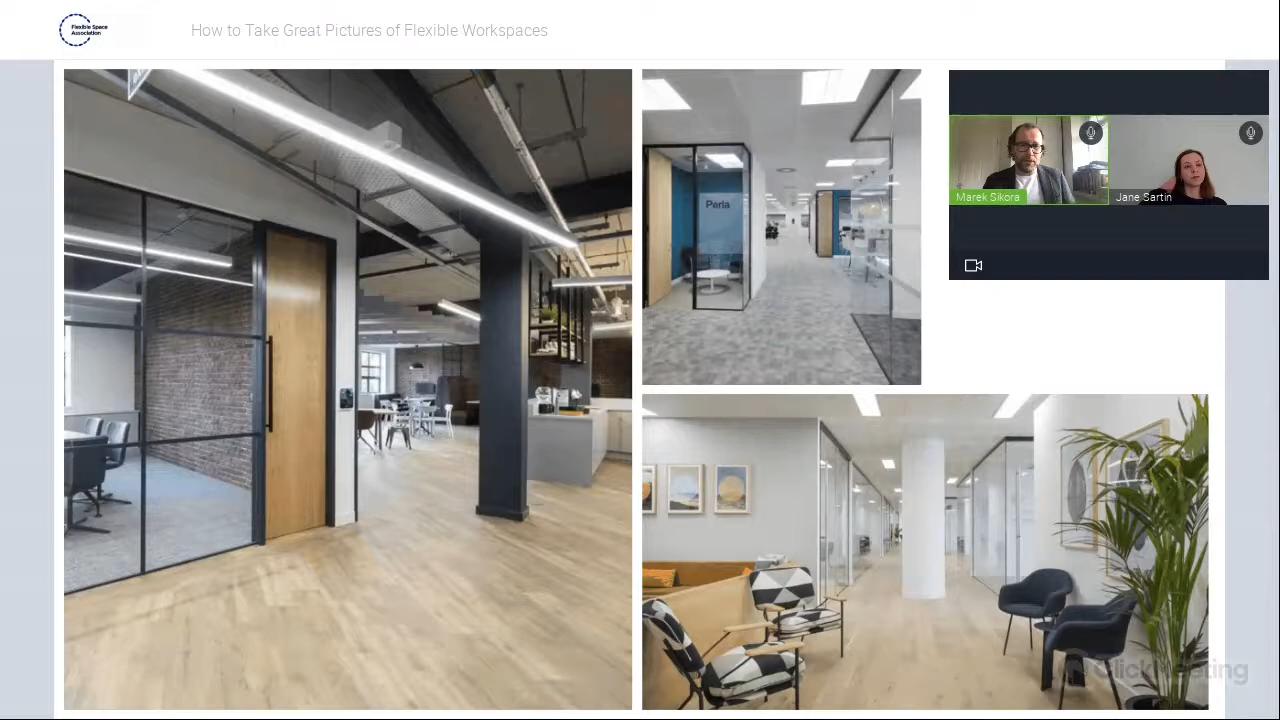 Flexible Space
Association
How to Take Great Pictures of Flexible Workspaces
Perla
Marek Sikora
Jane Sartin
ClickMeeting